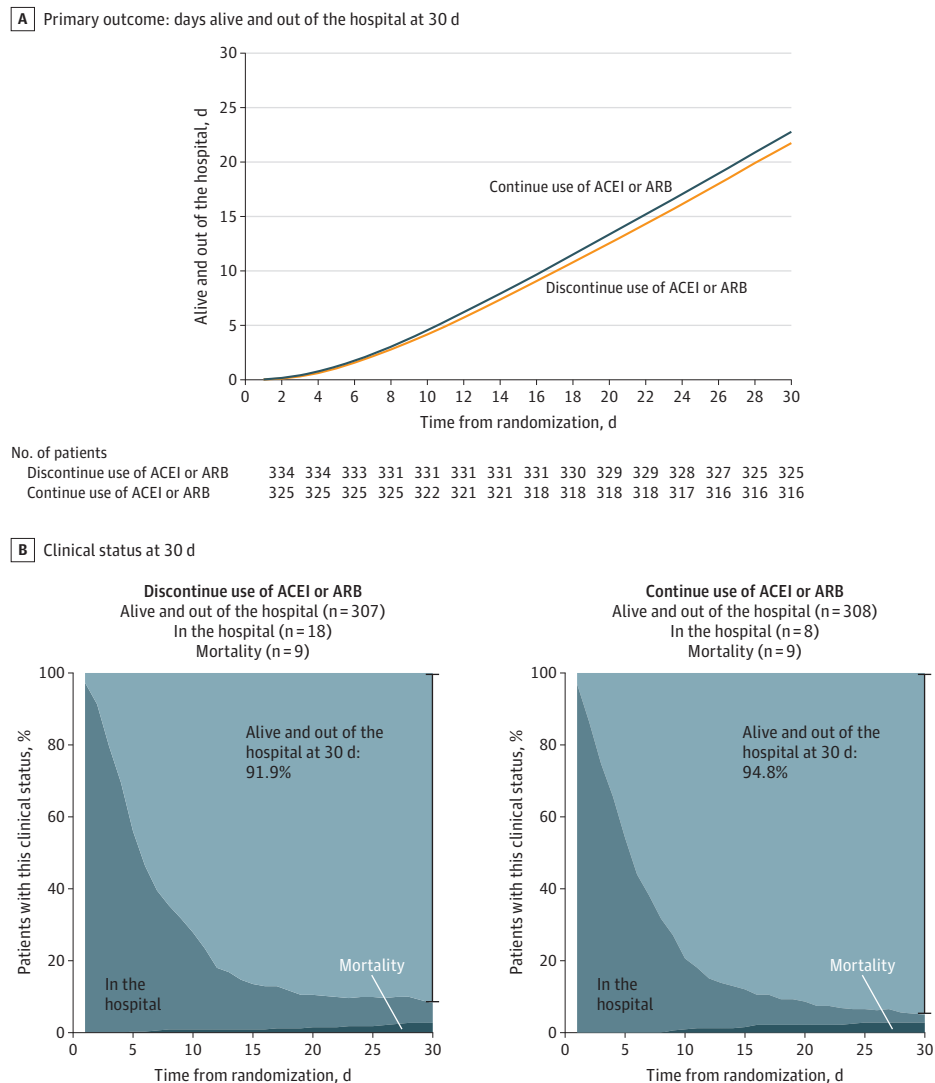 A Primary outcome: days alive and out of the hospital at 30 d
30
25
20
15
10
5
0
Alive and out of the hospital, d
Continue use of ACEI or ARB
Discontinue use of ACEI or ARB
0 2 4 6 8 10 12 14 16 18 20 22 24 26 28 30
Time from randomization, d
No. of patients
Discontinue use of ACEI or ARB 334 334 333 331 331 331 331 331 330 329 329 328 327 325 325
Continue use of ACEI or ARB 325 325 325 325 322 321 321 318 318 318 318 317 316 316 316
B Clinical status at 30 d
Discontinue use of ACEI or ARB
Alive and out of the hospital (n = 307)
In the hospital (n = 18)
Mortality (n = 9)
100
80
60
40
20
0
Patients with this clinical status, %
Alive and out of the
hospital at 30 d:
91.9%
Mortality
In the
hospital
0 5 10 15 20 25 30
Time from randomization, d
Continue use of ACEI or ARB
Alive and out of the hospital (n = 308)
In the hospital (n = 8)
Mortality (n = 9)
100
80
60
40
20
0
Patients with this clinical status, %
Alive and out of the
hospital at 30 d:
94.8%
Mortality
In the
hospital
0 5 10 15 20 25 30
Time from randomization, d